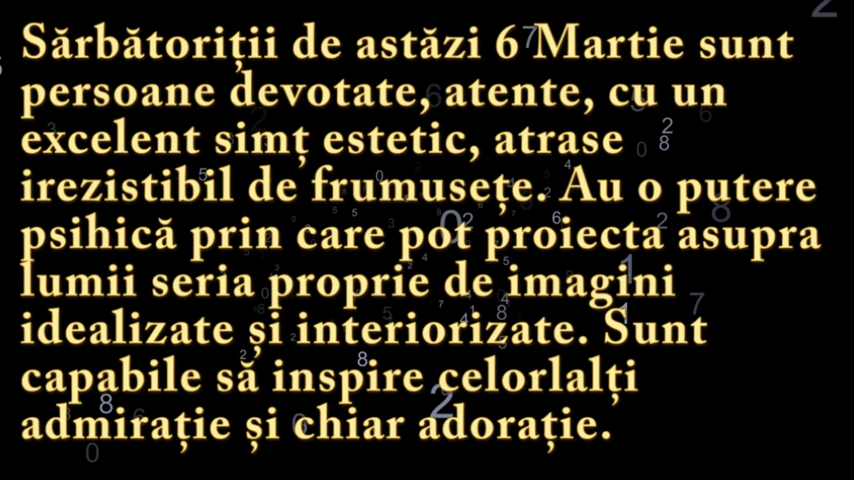 Sărbătoriții de astăzi 6 Martie sunt
persoane devotate, atente, cu un
excelent simț estetic, atrase
irezistibil de frumusețe. Au o putere
psihică prin care pot proiecta asupra
lumii seria proprie de imagini
idealizate și interiorizate. Sunt
capabile să inspire celorlalți
admirație și chiar adorație.